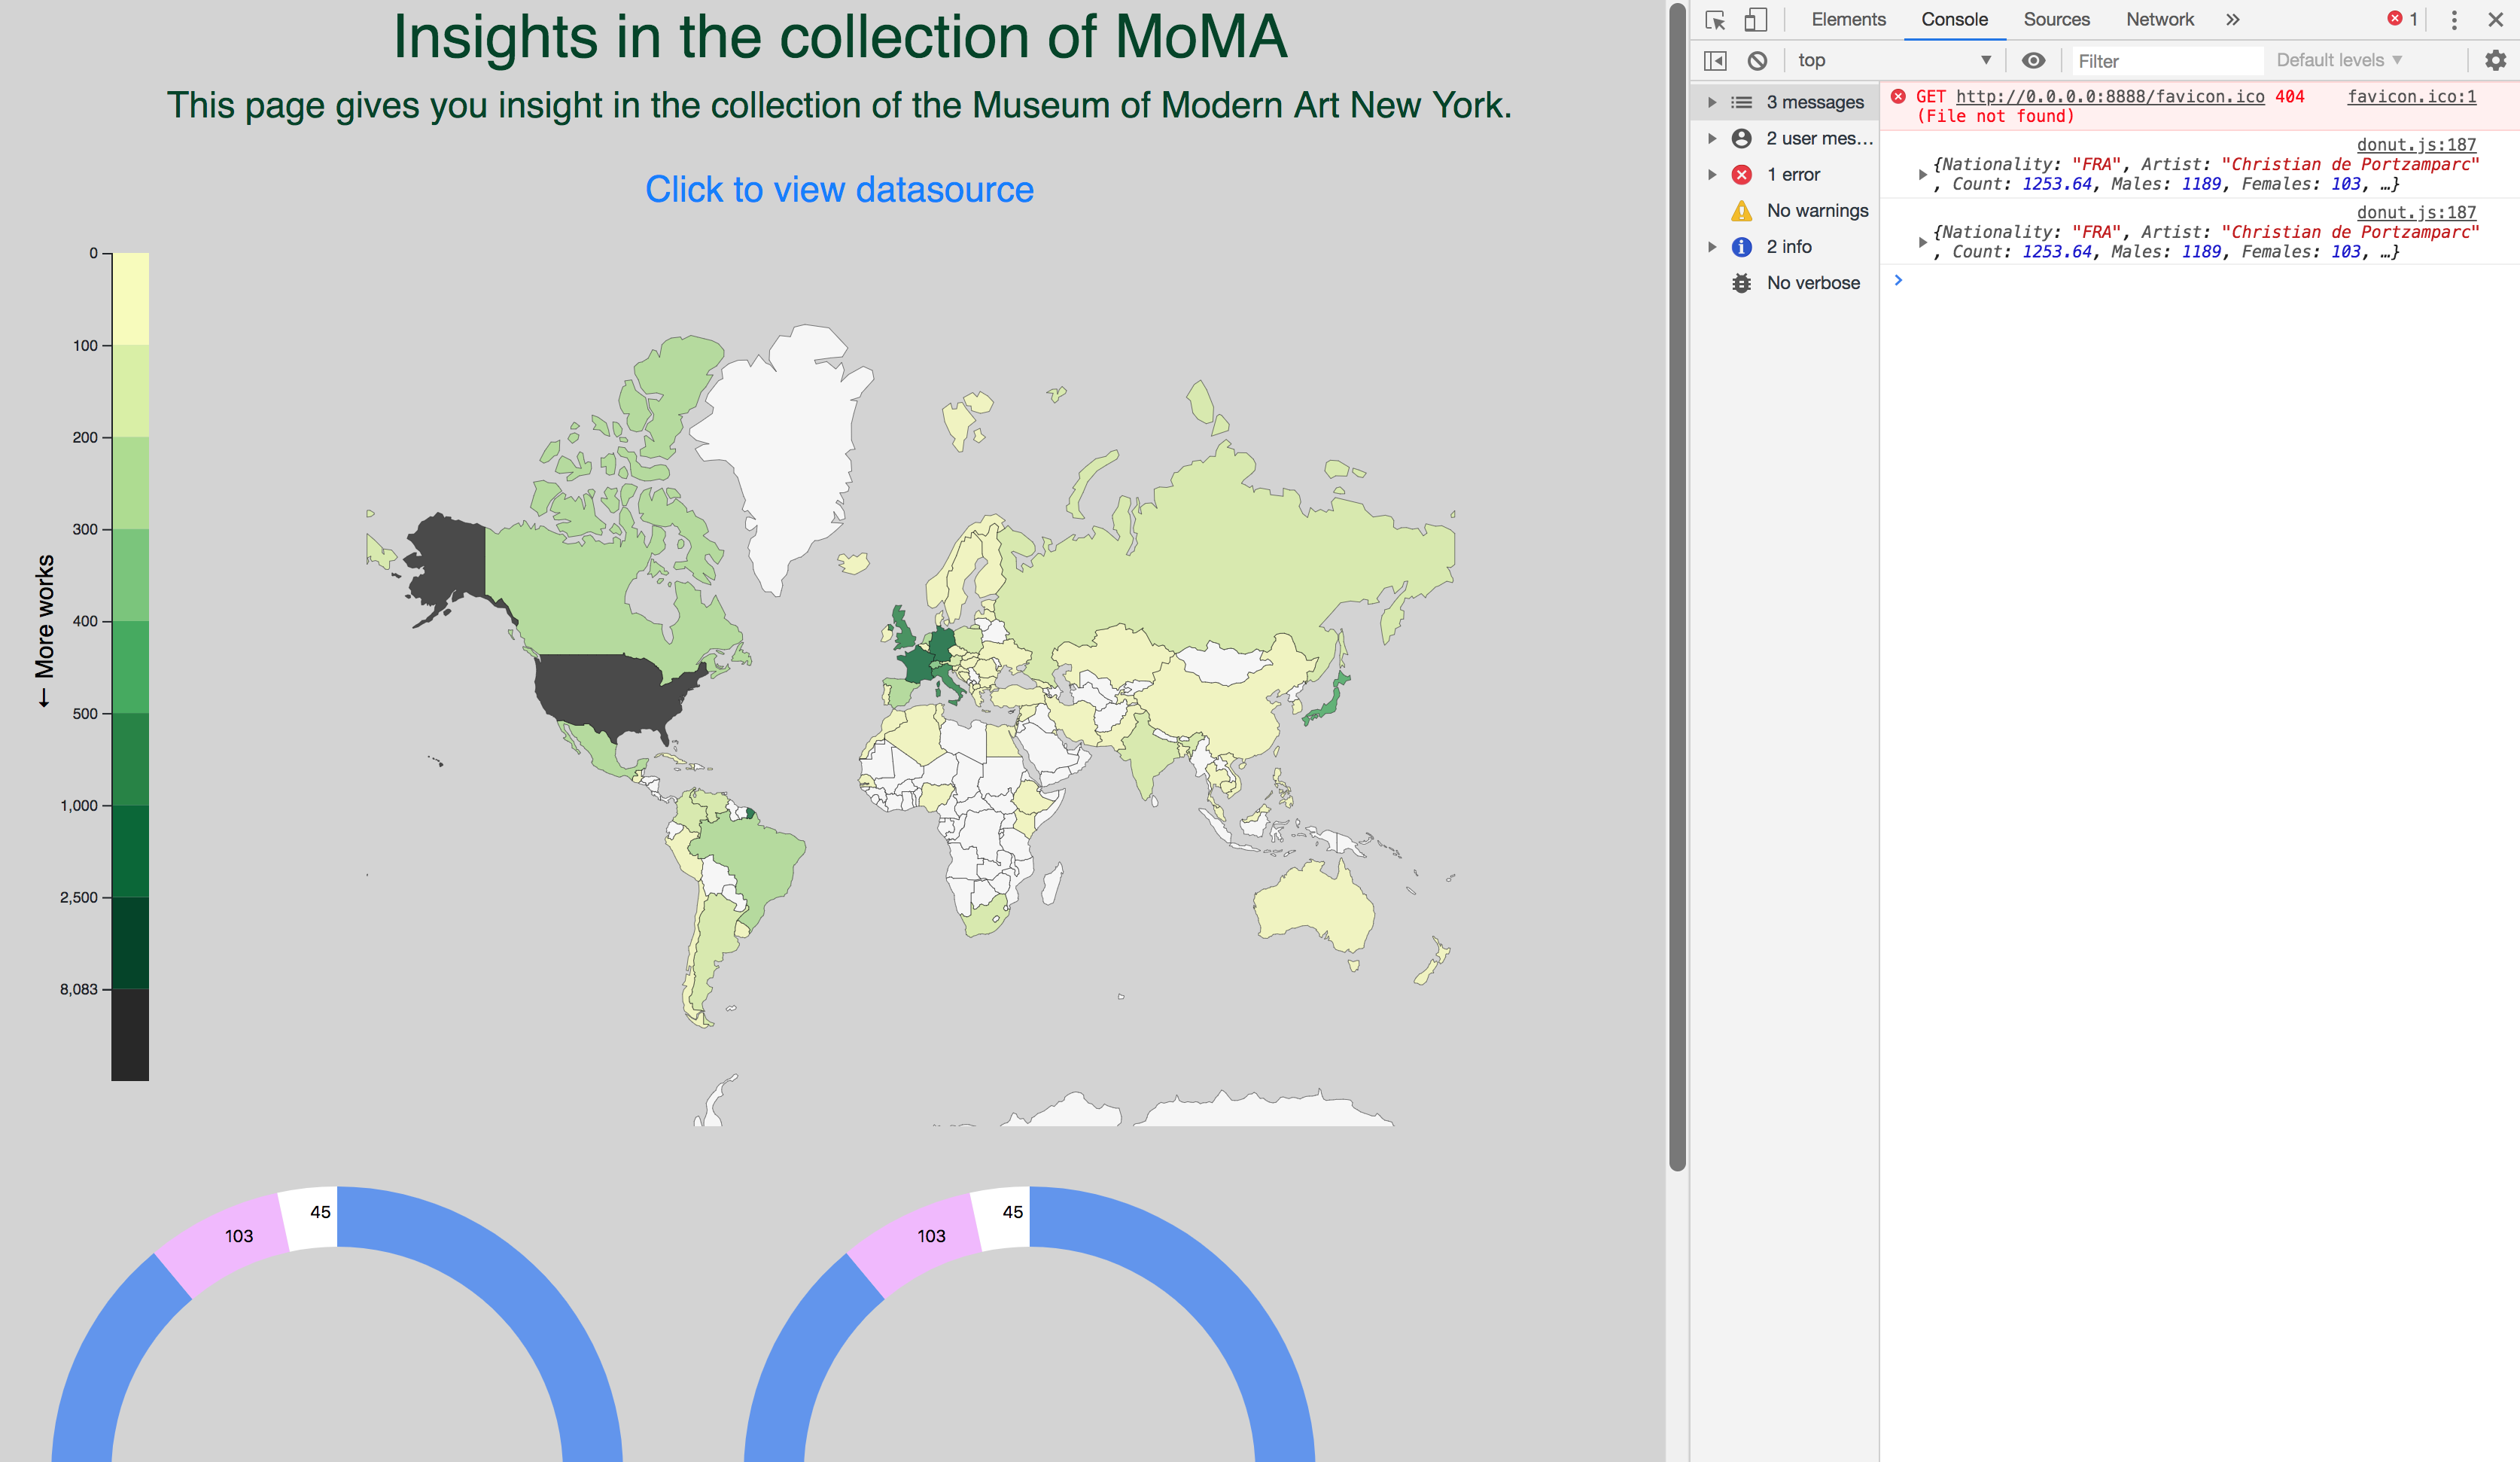 Insights in the collection of MoMA
This page gives you insight in the collection of the Museum of Modern Art New York.
Click to view datasource
0
100
200
300
400
500
1,000
2,500
8,083
← More works
45
103
45
103
Elements Console Sources Network » 1
top ▼ Filter Default levels ▼
3 messages
2 user mes...
1 error
No warnings
2 info
No verbose
GET http://0.0.0.0:8888/favicon.ico 404 favicon.ico:1
(File not found)
donut.js:187
{Nationality: "FRA", Artist: "Christian de Portzamparc"
, Count: 1253.64, Males: 1189, Females: 103, …}
donut.js:187
{Nationality: "FRA", Artist: "Christian de Portzamparc"
, Count: 1253.64, Males: 1189, Females: 103, …}